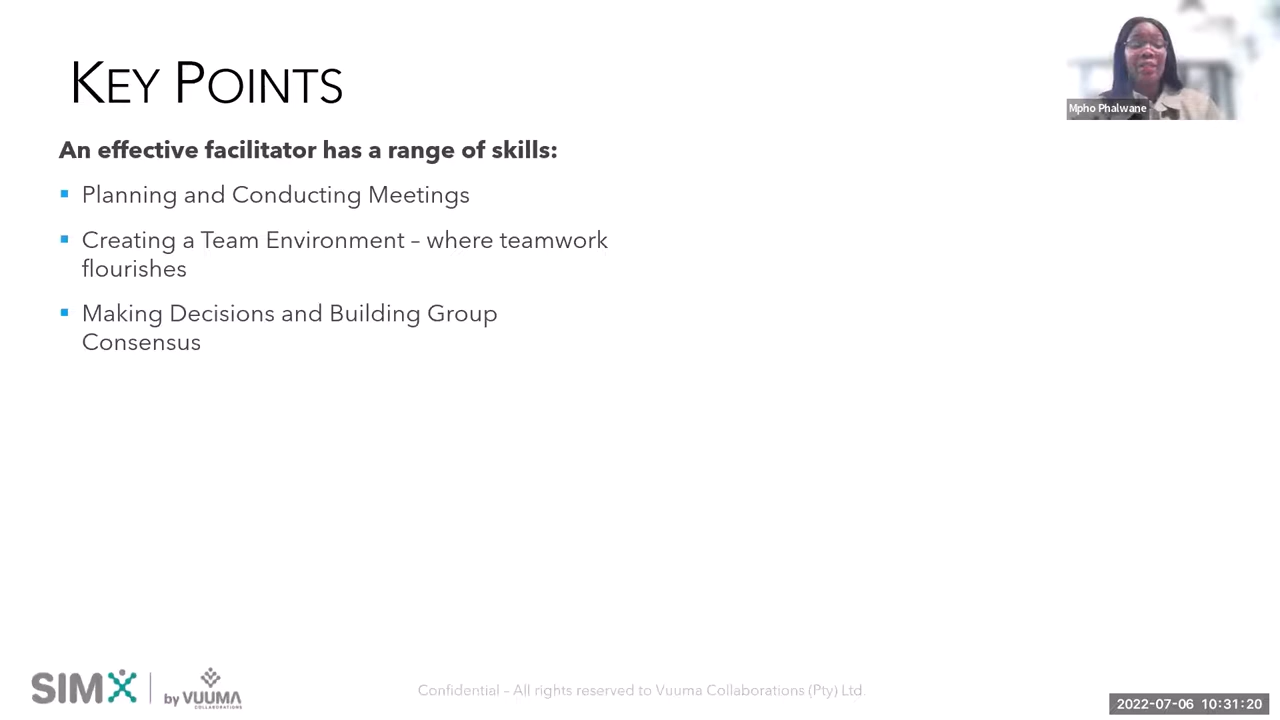 KEY POINTS
Mpho Phalwane
An effective facilitator has a range of skills:
Planning and Conducting Meetings
Creating a Team Environment – where teamwork
flourishes
Making Decisions and Building Group
Consensus
SIMX
by VUUMA
COLLABORATIONS
Confidential – All rights reserved to Vuuma Collaborations (Pty) Ltd.
2022-07-06 10:31:20